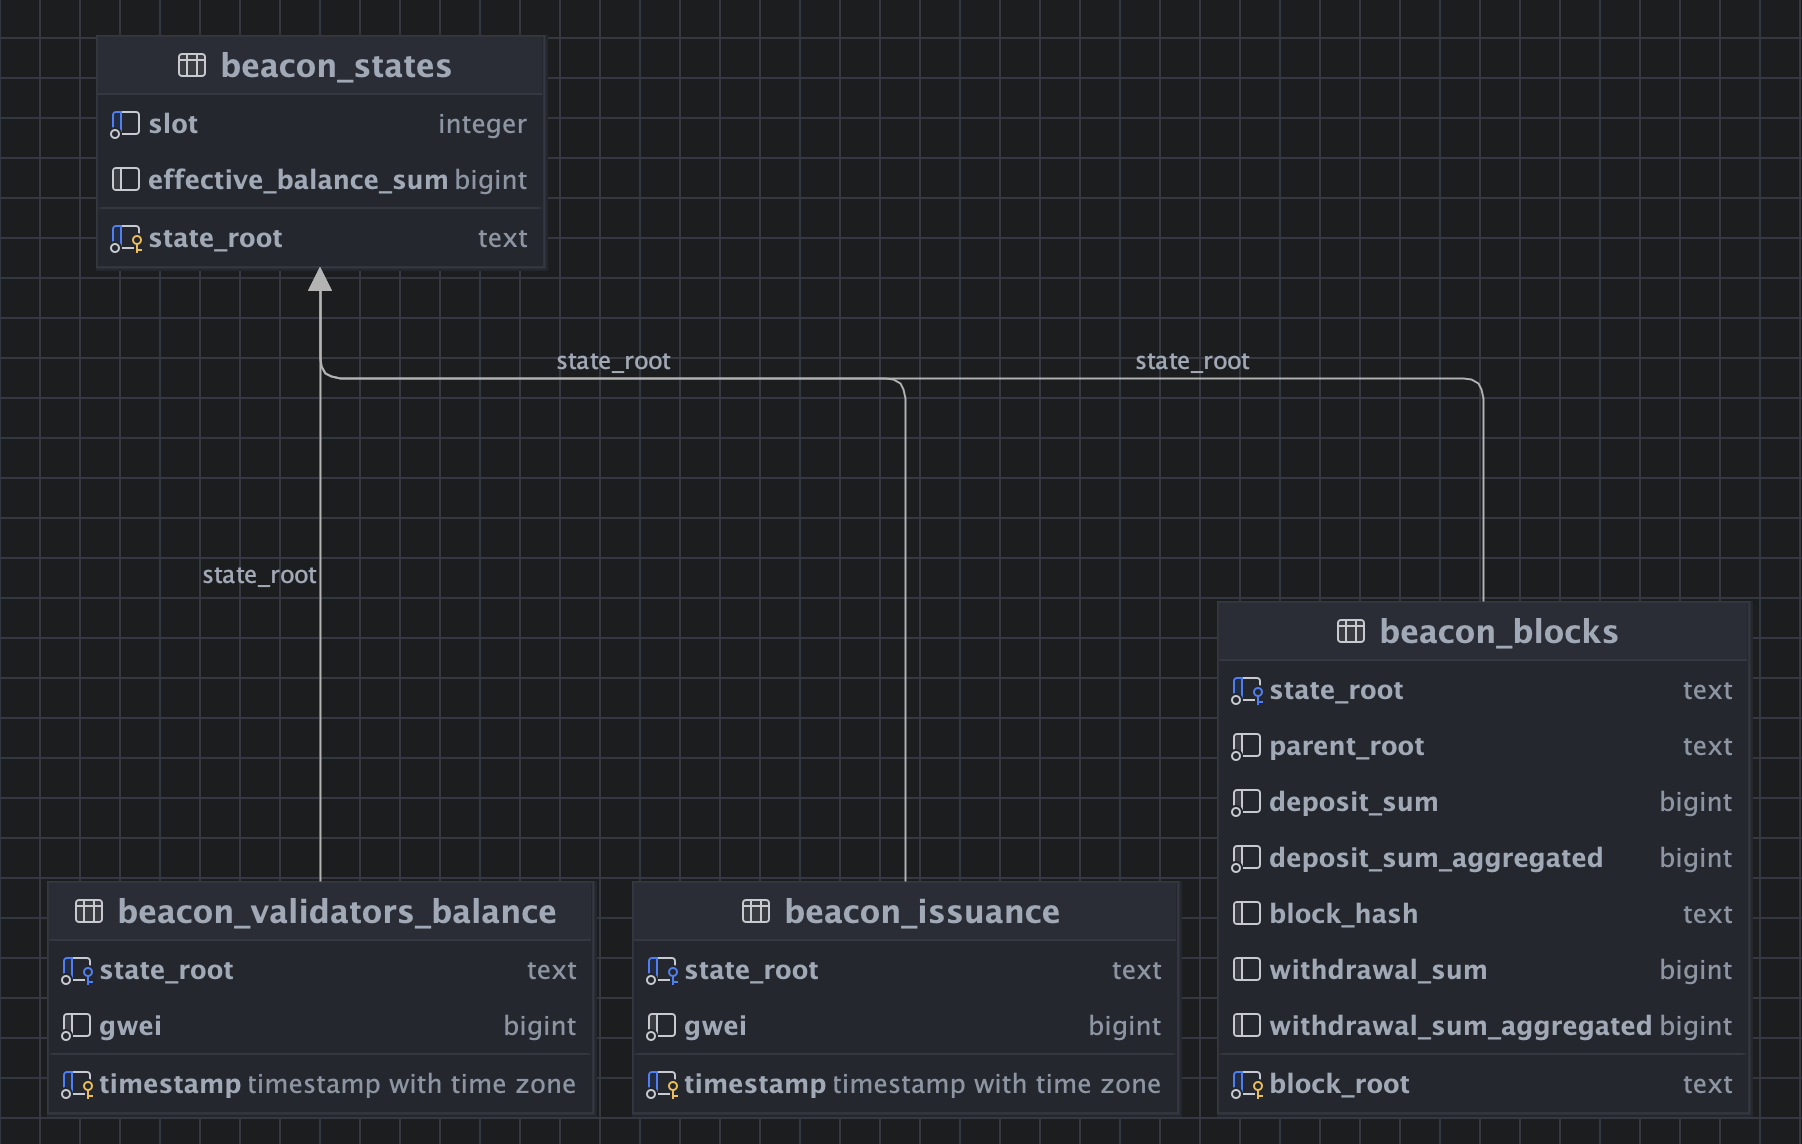 beacon_states
slot integer
effective_balance_sum bigint
state_root text
state_root
state_root
state_root
beacon_blocks
state_root text
parent_root text
deposit_sum bigint
deposit_sum_aggregated bigint
block_hash text
withdrawal_sum bigint
withdrawal_sum_aggregated bigint
block_root text
beacon_validators_balance
state_root text
gwei bigint
timestamp timestamp with time zone
beacon_issuance
state_root text
gwei bigint
timestamp timestamp with time zone